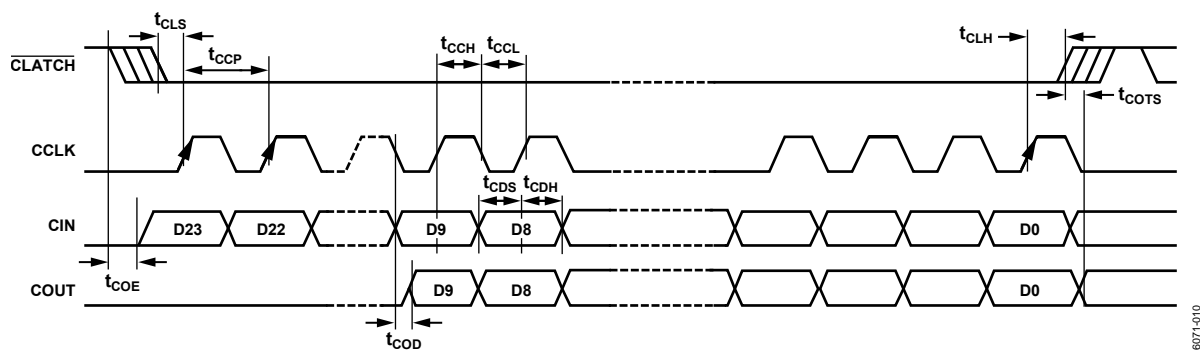 tCLS
tCCP
tCCH
tCCL
tCLH
CLATCH
tCOTS
CCLK
tCDS
tCDH
CIN
D23
D22
D9
D8
D0
tCOE
COUT
D9
D8
D0
tCOD
6071-010